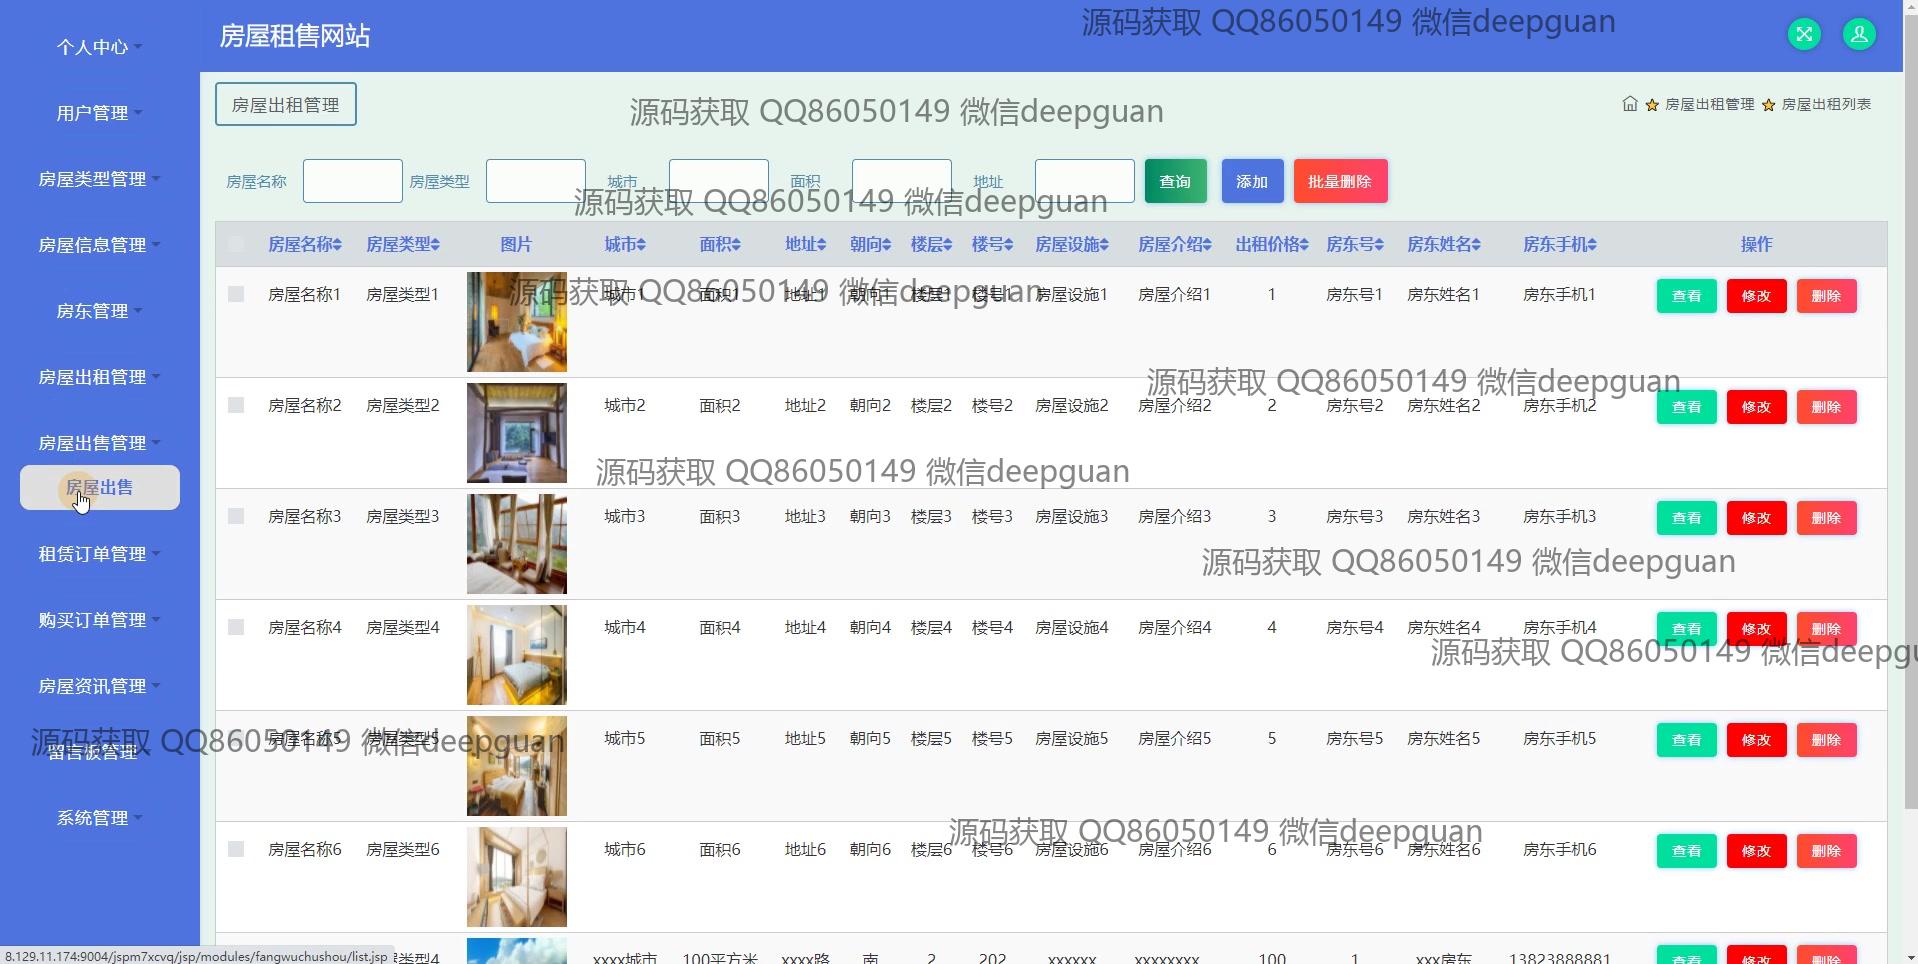 房屋租售网站
源码获取 QQ86050149 微信deepguan
个人中心
用户管理
房屋类型管理
房屋信息管理
房东管理
房屋出租管理
房屋出售管理
房屋出售
租赁订单管理
购买订单管理
房屋资讯管理
留言板管理
系统管理
房屋出租管理
源码获取 QQ86050149 微信deepguan
房屋出租管理 房屋出租列表
房屋名称 房屋类型 城市 面积 地址 查询 添加 批量删除
源码获取 QQ86050149 微信deepguan
房屋名称 房屋类型 图片 城市 面积 地址 朝向 楼层 楼号 房屋设施 房屋介绍 出租价格 房东号 房东姓名 房东手机 操作
房屋名称1 房屋类型1 城市1 面积1 地址1 朝向1 楼层1 楼号1 房屋设施1 房屋介绍1 1 房东号1 房东姓名1 房东手机1 查看 修改 删除
源码获取 QQ86050149 微信deepguan
源码获取 QQ86050149 微信deepguan
房屋名称2 房屋类型2 城市2 面积2 地址2 朝向2 楼层2 楼号2 房屋设施2 房屋介绍2 2 房东号2 房东姓名2 房东手机2 查看 修改 删除
源码获取 QQ86050149 微信deepguan
房屋名称3 房屋类型3 城市3 面积3 地址3 朝向3 楼层3 楼号3 房屋设施3 房屋介绍3 3 房东号3 房东姓名3 房东手机3 查看 修改 删除
源码获取 QQ86050149 微信deepguan
房屋名称4 房屋类型4 城市4 面积4 地址4 朝向4 楼层4 楼号4 房屋设施4 房屋介绍4 4 房东号4 房东姓名4 房东手机4 查看 修改 删除
源码获取 QQ86050149 微信deepgu
房屋名称5 房屋类型5 城市5 面积5 地址5 朝向5 楼层5 楼号5 房屋设施5 房屋介绍5 5 房东号5 房东姓名5 房东手机5 查看 修改 删除
源码获取 QQ86050149 微信deepguan
源码获取 QQ86050149 微信deepguan
房屋名称6 房屋类型6 城市6 面积6 地址6 朝向6 楼层6 楼号6 房屋设施6 房屋介绍6 6 房东号6 房东姓名6 房东手机6 查看 修改 删除
8.129.11.174:9004/jspm7xcvq/jsp/modules/fangwuchushou/list.jsp
类型4 xxxx城市 100平方米 xxxx路 南 2 202 xxxxxx xxxxxxxx 100 1 xxx房东 13823888881 查看 修改 删除